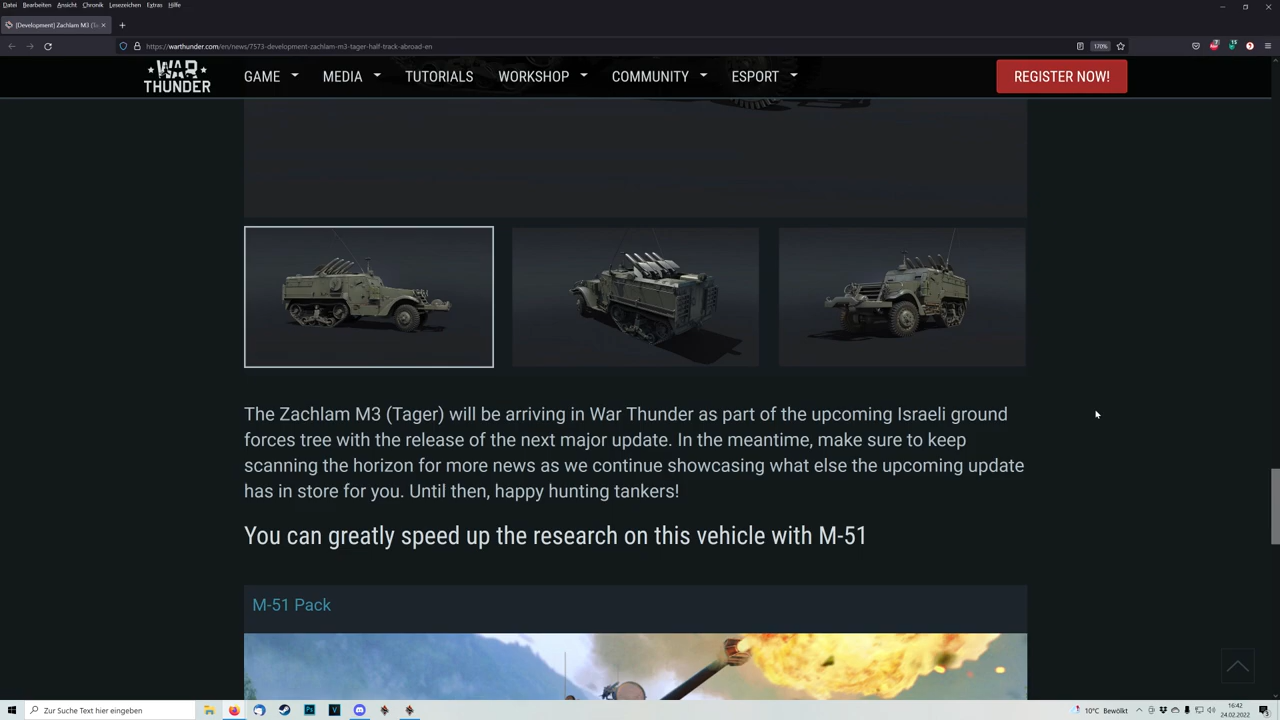 Datei Bearbeiten Ansicht Chronik Lesezeichen Extras Hilfe
[Development] Zachlam M3 (Ta
https://warthunder.com/en/news/7573-development-zachlam-m3-tager-half-track-abroad-en
170%
WAR THUNDER
GAME MEDIA TUTORIALS WORKSHOP COMMUNITY ESPORT REGISTER NOW!
The Zachlam M3 (Tager) will be arriving in War Thunder as part of the upcoming Israeli ground
forces tree with the release of the next major update. In the meantime, make sure to keep
scanning the horizon for more news as we continue showcasing what else the upcoming update
has in store for you. Until then, happy hunting tankers!
You can greatly speed up the research on this vehicle with M-51
M-51 Pack
Zur Suche Text hier eingeben
10°C Bewölkt
16:42
24.02.2022